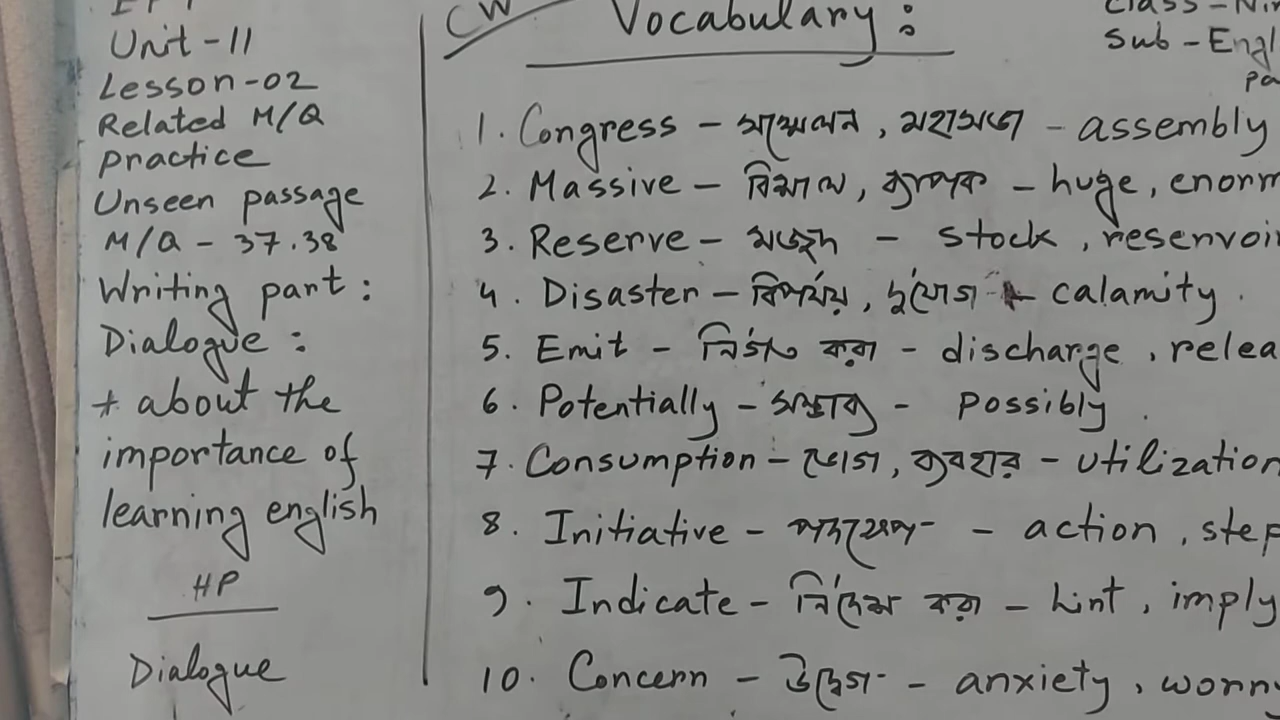 Unit-11
Lesson-02
Related M/Q
practice
Unseen passage
M/Q - 37.38
Writing part:
Dialogue:
+ about the
importance of
learning english
HP
Dialogue
CW
Vocabulary:
Sub - Engl
1. Congress - সম্মেলন, মহাসভা - assembly
2. Massive - বিশাল, ব্যাপক - huge, enorm
3. Reserve - মজুদ - stock, reservoir
4. Disaster - বিপর্যয়, দুর্যোগ - calamity.
5. Emit - নির্গত করা - discharge, relea
6. Potentially - সম্ভাব্য - possibly.
7. Consumption - ভোগ, ব্যবহার - utilization
8. Initiative - পদক্ষেপ - action, step
9. Indicate - নির্দেশ করা - hint, imply
10. Concern - উদ্বেগ - anxiety, worry